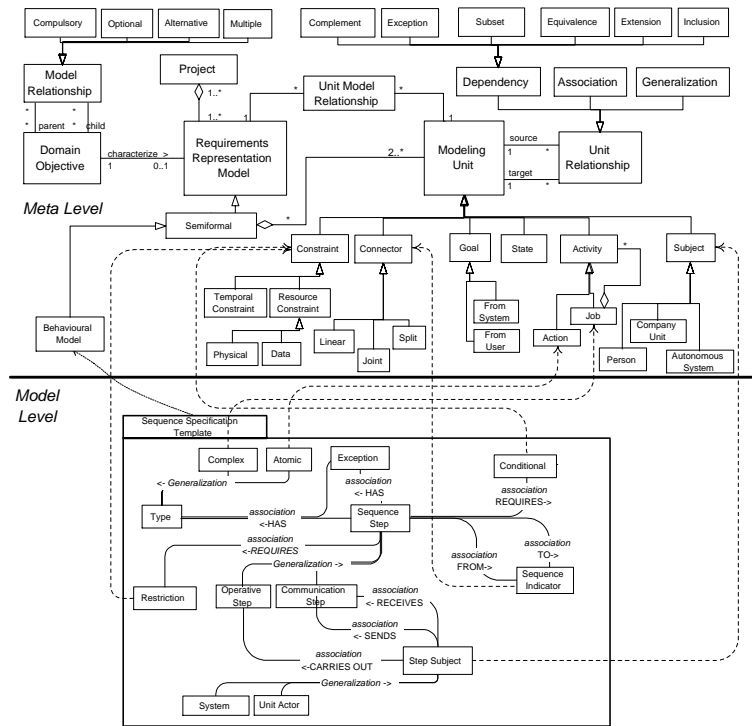 Compulsory
Optional
Alternative
Multiple
Complement
Exception
Subset
Equivalence
Extension
Inclusion
Model
Relationship
Project
Unit Model
Relationship
Dependency
Association
Generalization
1..*
*
*
*
*
* parent
* child
1..*
1
1
Domain
Objective
characterize >
1
0..1
Requirements
Representation
Model
2..*
Modeling
Unit
source
1
*
target
1
*
Unit
Relationship
Meta Level
Semiformal
*
Constraint
Connector
Goal
State
Activity
*
Subject
Temporal
Constraint
Resource
Constraint
From
System
From
User
Job
Behavioural
Model
Physical
Data
Linear
Joint
Split
Action
Company
Unit
Person
Autonomous
System
Model
Level
Sequence Specification
Template
Complex
Atomic
Exception
Conditional
<- Generalization
association
<- HAS
association
REQUIRES->
Type
association
<-HAS
Sequence
Step
association
<-REQUIRES
association
FROM->
association
TO->
Generalization ->
Sequence
Indicator
Restriction
Operative
Step
Communication
Step
association
<- RECEIVES
association
<- SENDS
association
<-CARRIES OUT
Step Subject
Generalization ->
System
Unit Actor